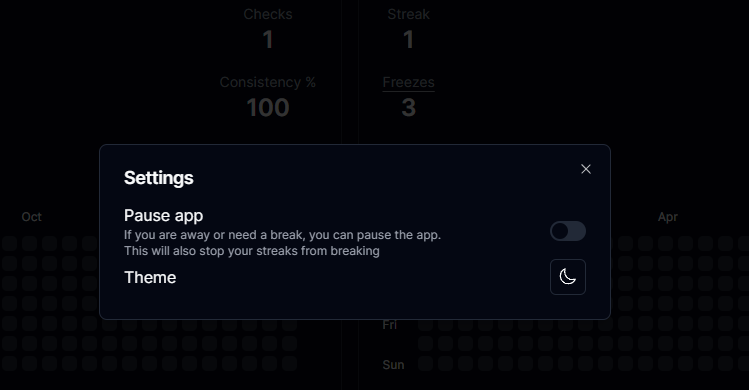 Checks
1
Streak
1
Consistency %
100
Freezes
3
Settings
Pause app
If you are away or need a break, you can pause the app.
This will also stop your streaks from breaking
Theme
Oct
Apr
Fri
Sun